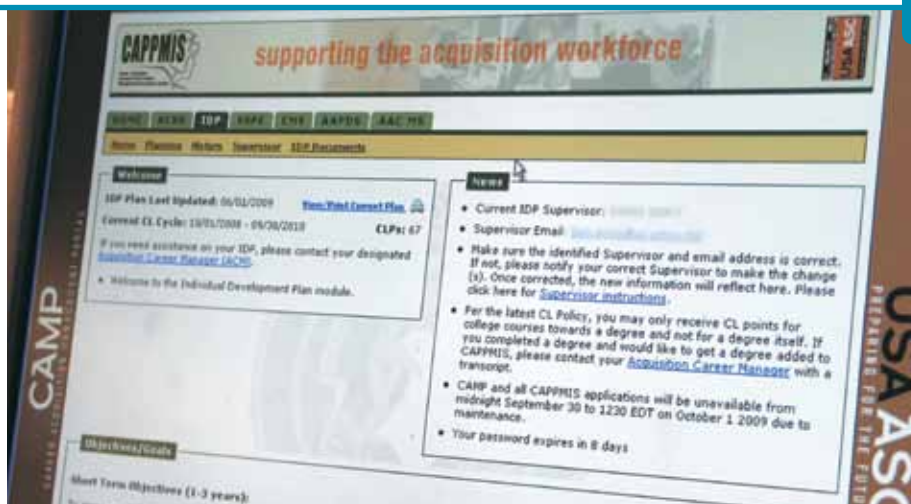 CAPPMIS
supporting the acquisition workforce
USA ASC
HOME ACRB IDP AAPDS AAC MS
Home Planning History Supervisor IDP Documents
Welcome
IDP Plan Last Updated: 06/02/2009 View/Print Current Plan
Current CL Cycle: 10/01/2008 - 09/30/2010 CLPs: 67
If you need assistance on your IDP, please contact your designated
Acquisition Career Manager (ACM).
Welcome to the Individual Development Plan module.
News
Current IDP Supervisor:
Supervisor Email:
Make sure the identified Supervisor and email address is correct.
If not, please notify your correct Supervisor to make the change
(s). Once corrected, the new information will reflect here. Please
click here for Supervisor instructions.
Per the latest CL Policy, you may only receive CL points for
college courses towards a degree and not for a degree itself. If
you completed a degree and would like to get a degree added to
CAPPMIS, please contact your Acquisition Career Manager with a
transcript.
CAMP and all CAPPMIS applications will be unavailable from
midnight September 30 to 1230 EDT on October 1 2009 due to
maintenance.
Your password expires in 8 days
Objectives/Goals
Short Term Objectives (1-3 years):
CAMP
USA ASC
PREPARING FOR THE FUTU